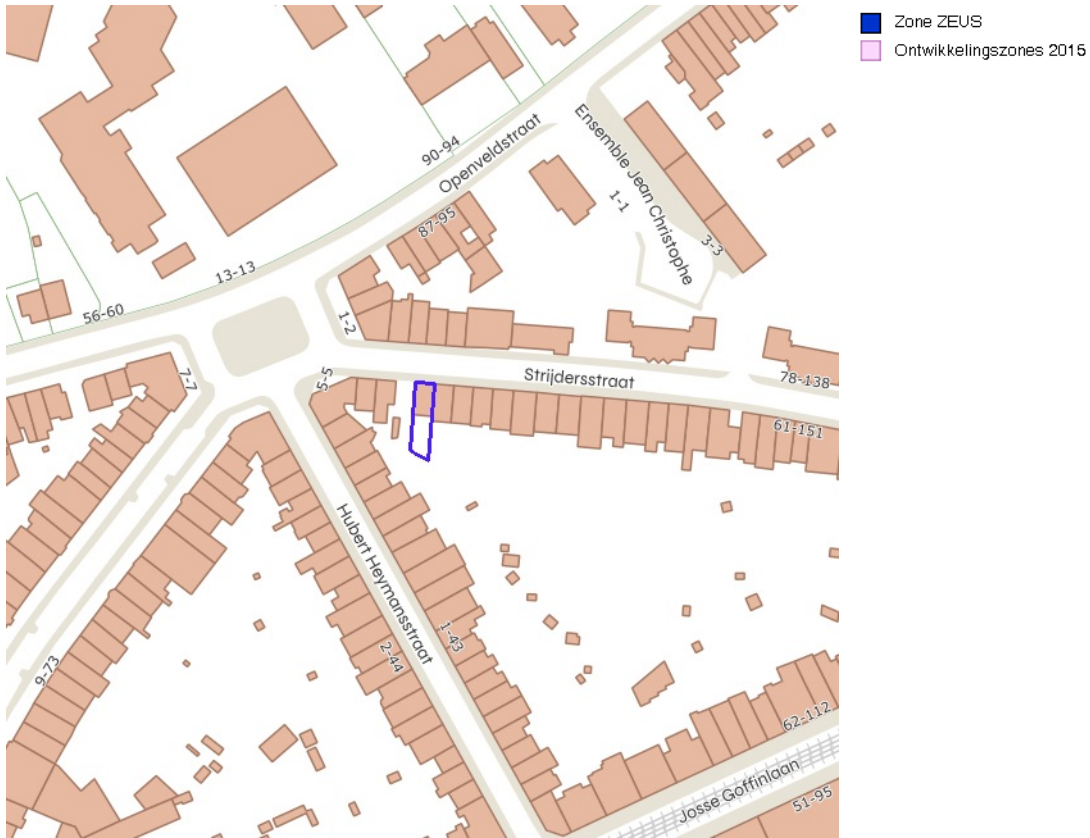 Zone ZEUS
Ontwikkelingszones 2015
Ensemble Jean Christophe
90-94
Openveldstraat
1-1
87-95
3-3
13-13
56-60
1-2
5-5
7-7
Strijdersstraat
78-138
61-151
Hubert Heymansstraat
1-43
2-44
9-73
62-112
Josse Goffinlaan
51-95